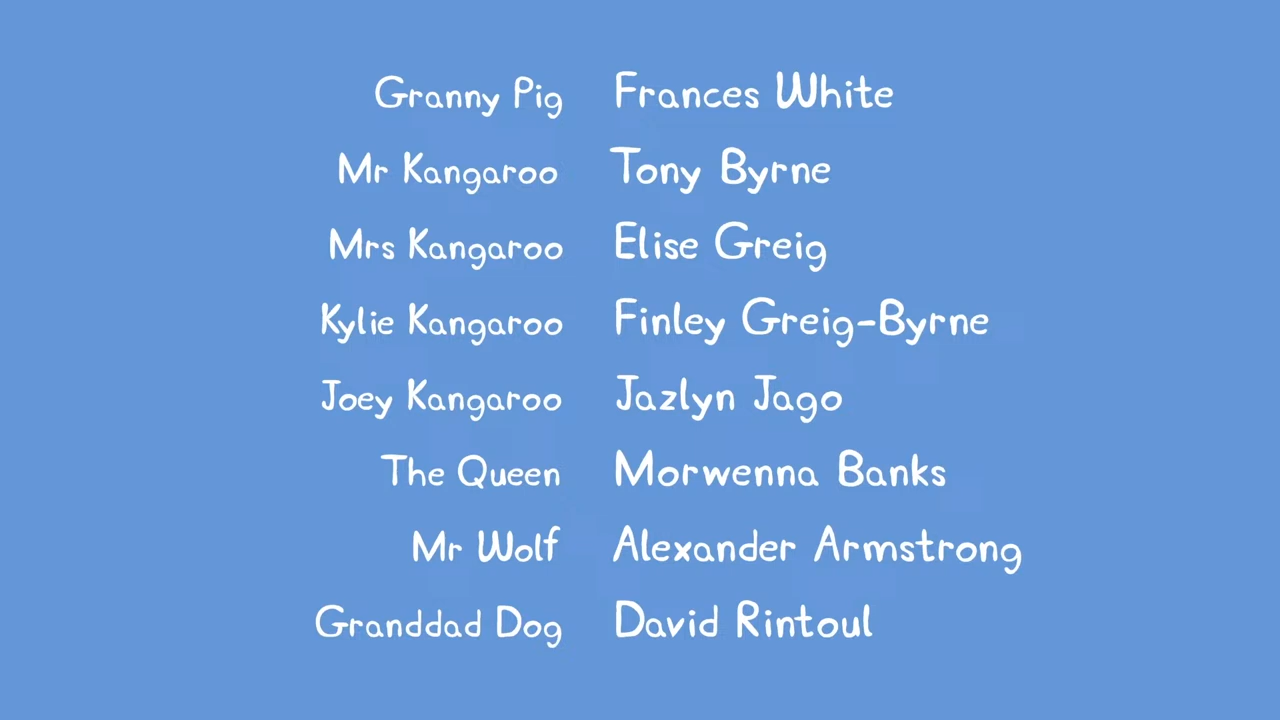 Granny Pig Frances White
Mr Kangaroo Tony Byrne
Mrs Kangaroo Elise Greig
Kylie Kangaroo Finley Greig-Byrne
Joey Kangaroo Jazlyn Jago
The Queen Morwenna Banks
Mr Wolf Alexander Armstrong
Granddad Dog David Rintoul